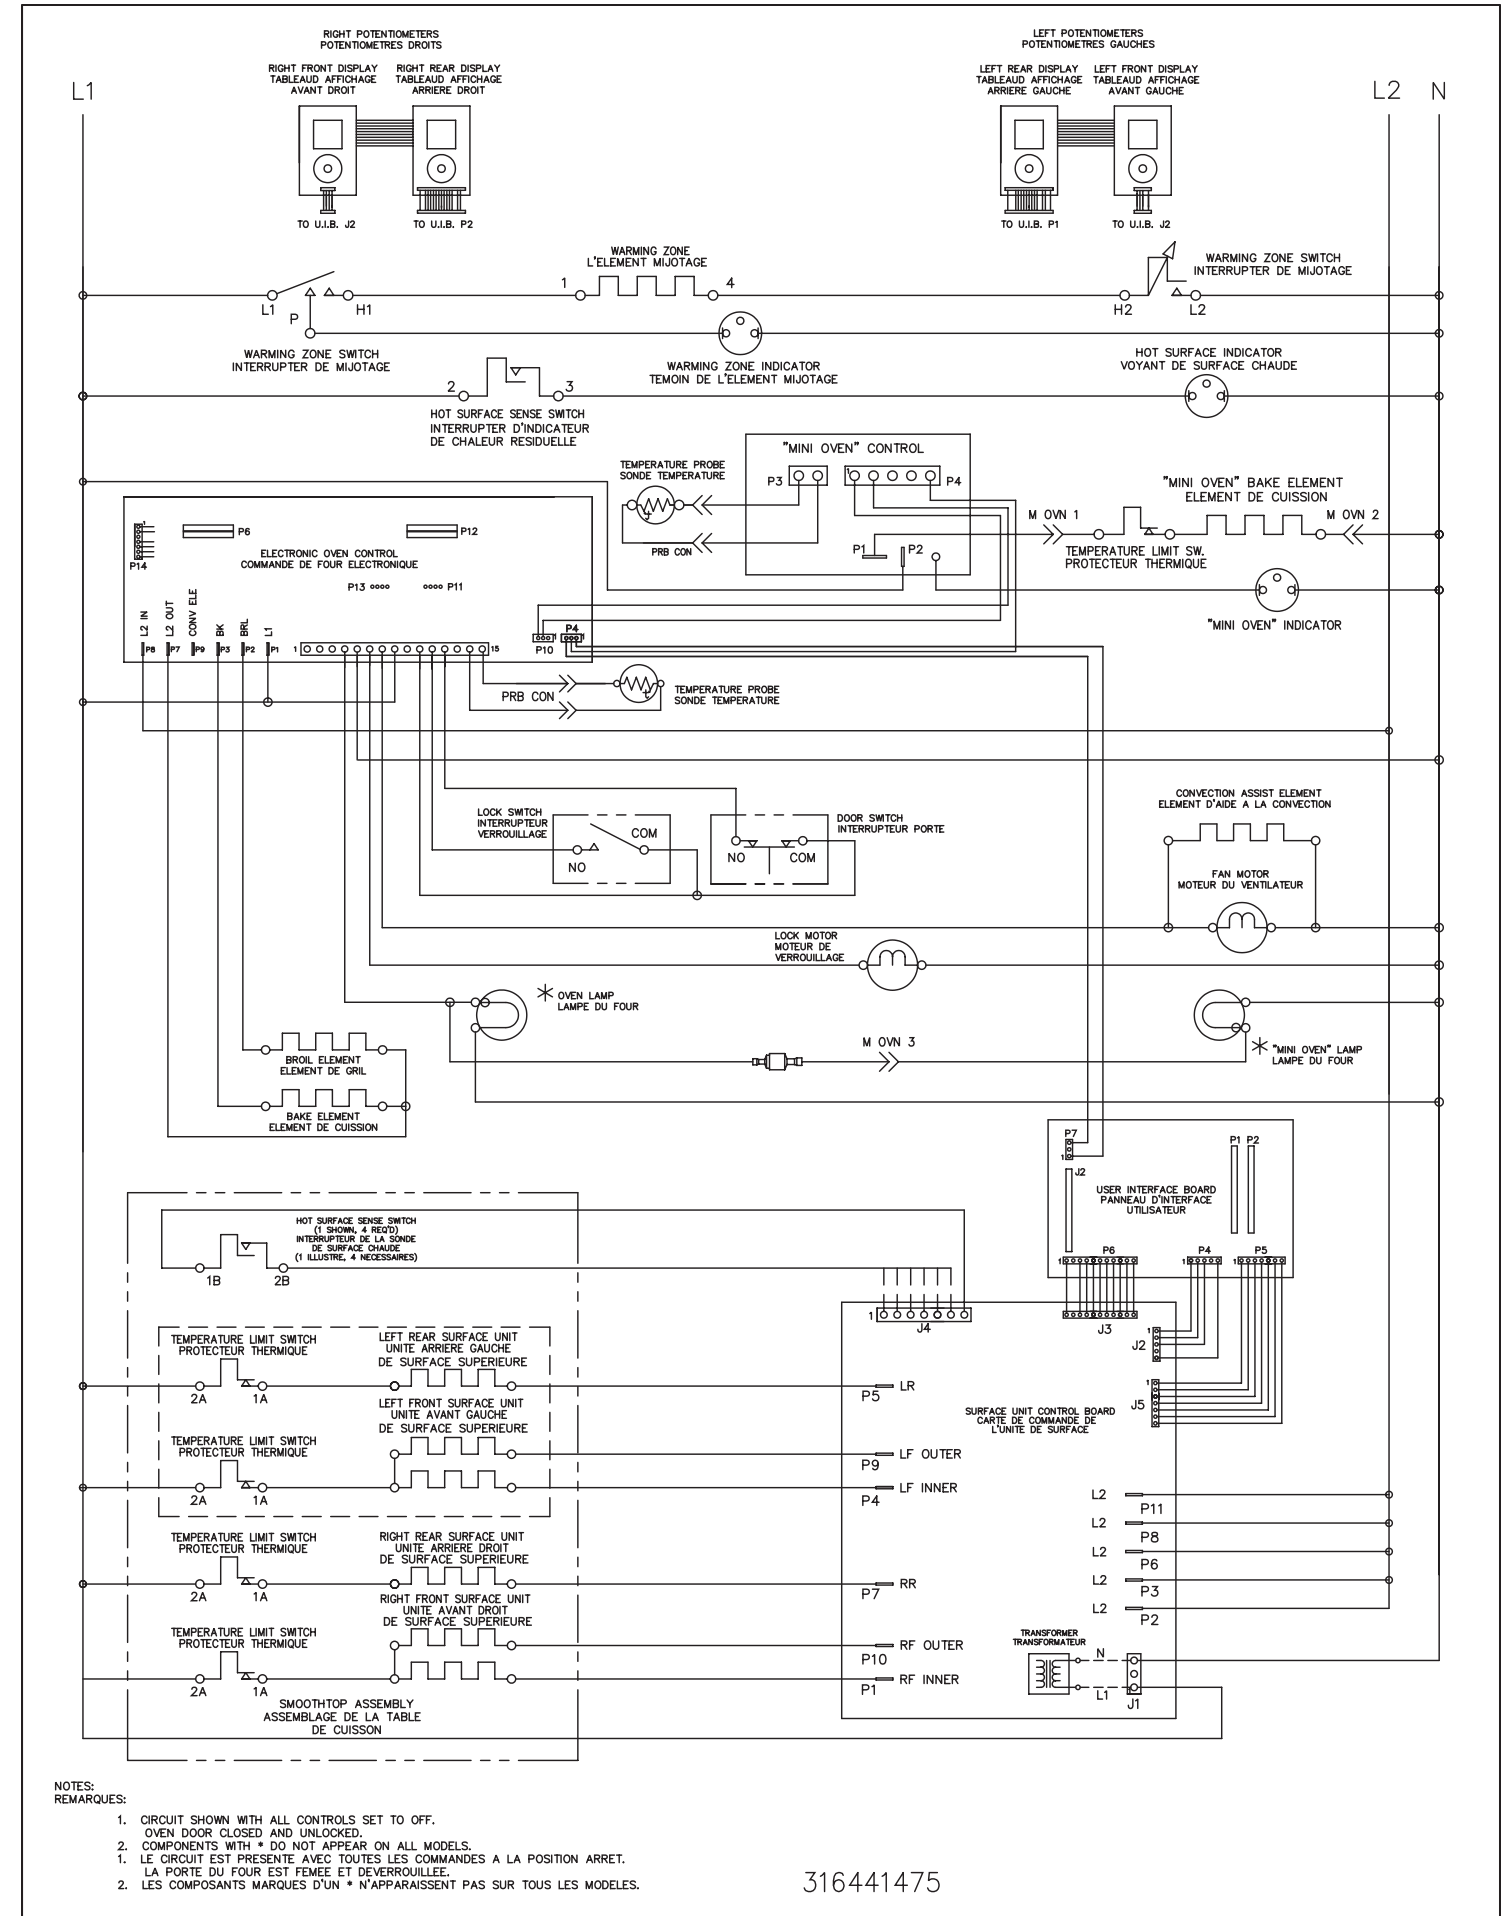 RIGHT POTENTIOMETERS
POTENTIOMETRES DROITS
RIGHT FRONT DISPLAY
TABLEAUD AFFICHAGE
AVANT DROIT
RIGHT REAR DISPLAY
TABLEAUD AFFICHAGE
ARRIERE DROIT
LEFT POTENTIOMETERS
POTENTIOMETRES GAUCHES
LEFT REAR DISPLAY
TABLEAUD AFFICHAGE
ARRIERE GAUCHE
LEFT FRONT DISPLAY
TABLEAUD AFFICHAGE
AVANT GAUCHE
L1
L2
N
TO U.I.B. J2
TO U.I.B. P2
TO U.I.B. P1
TO U.I.B. J2
WARMING ZONE
L'ELEMENT MIJOTAGE
1
4
WARMING ZONE SWITCH
INTERRUPTER DE MIJOTAGE
L1
H1
P
H2
L2
WARMING ZONE SWITCH
INTERRUPTER DE MIJOTAGE
WARMING ZONE INDICATOR
TEMOIN DE L'ELEMENT MIJOTAGE
HOT SURFACE INDICATOR
VOYANT DE SURFACE CHAUDE
2
3
HOT SURFACE SENSE SWITCH
INTERRUPTER D'INDICATEUR
DE CHALEUR RESIDUELLE
"MINI OVEN" CONTROL
TEMPERATURE PROBE
SONDE TEMPERATURE
P3
1
P4
PRB CON
P1
P2
"MINI OVEN" BAKE ELEMENT
ELEMENT DE CUISSION
M OVN 1
M OVN 2
TEMPERATURE LIMIT SW.
PROTECTEUR THERMIQUE
"MINI OVEN" INDICATOR
1
P14
P6
P12
ELECTRONIC OVEN CONTROL
COMMANDE DE FOUR ELECTRONIQUE
P13
P11
L2 IN
L2 OUT
CONV ELE
BK
BRL
L1
P8
P7
P9
P3
P2
P1
1
15
1
P10
P4
1
PRB CON
TEMPERATURE PROBE
SONDE TEMPERATURE
LOCK SWITCH
INTERRUPTEUR
VERROUILLAGE
COM
NO
DOOR SWITCH
INTERRUPTEUR PORTE
NO
COM
CONVECTION ASSIST ELEMENT
ELEMENT D'AIDE A LA CONVECTION
FAN MOTOR
MOTEUR DU VENTILATEUR
LOCK MOTOR
MOTEUR DE
VERROUILLAGE
* OVEN LAMP
LAMPE DU FOUR
M OVN 3
* "MINI OVEN" LAMP
LAMPE DU FOUR
BROIL ELEMENT
ELEMENT DE GRIL
BAKE ELEMENT
ELEMENT DE CUISSION
P7
1
J2
P1 P2
USER INTERFACE BOARD
PANNEAU D'INTERFACE
UTILISATEUR
P6
P4
P5
1
1
1
HOT SURFACE SENSE SWITCH
(1 SHOWN, 4 REQ'D)
INTERRUPTEUR DE LA SONDE
DE SURFACE CHAUDE
(1 ILLUSTRE, 4 NECESSAIRES)
1B
2B
1
J4
J3
1
J2
1
J5
SURFACE UNIT CONTROL BOARD
CARTE DE COMMANDE DE
L'UNITE DE SURFACE
TEMPERATURE LIMIT SWITCH
PROTECTEUR THERMIQUE
2A
1A
LEFT REAR SURFACE UNIT
UNITE ARRIERE GAUCHE
DE SURFACE SUPERIEURE
P5
LR
LEFT FRONT SURFACE UNIT
UNITE AVANT GAUCHE
DE SURFACE SUPERIEURE
TEMPERATURE LIMIT SWITCH
PROTECTEUR THERMIQUE
2A
1A
LF OUTER
P9
LF INNER
P4
TEMPERATURE LIMIT SWITCH
PROTECTEUR THERMIQUE
2A
1A
RIGHT REAR SURFACE UNIT
UNITE ARRIERE DROIT
DE SURFACE SUPERIEURE
RR
P7
RIGHT FRONT SURFACE UNIT
UNITE AVANT DROIT
DE SURFACE SUPERIEURE
TEMPERATURE LIMIT SWITCH
PROTECTEUR THERMIQUE
2A
1A
RF OUTER
P10
RF INNER
P1
L2
P11
L2
P8
L2
P6
L2
P3
L2
P2
TRANSFORMER
TRANSFORMATEUR
N
L1
1
J1
SMOOTHTOP ASSEMBLY
ASSEMBLAGE DE LA TABLE
DE CUISSON
NOTES:
REMARQUES:
1. CIRCUIT SHOWN WITH ALL CONTROLS SET TO OFF.
OVEN DOOR CLOSED AND UNLOCKED.
2. COMPONENTS WITH * DO NOT APPEAR ON ALL MODELS.
1. LE CIRCUIT EST PRESENTE AVEC TOUTES LES COMMANDES A LA POSITION ARRET.
LA PORTE DU FOUR EST FEMEE ET DEVERROUILLEE.
2. LES COMPOSANTS MARQUES D'UN * N'APPARAISSENT PAS SUR TOUS LES MODELES.
316441475